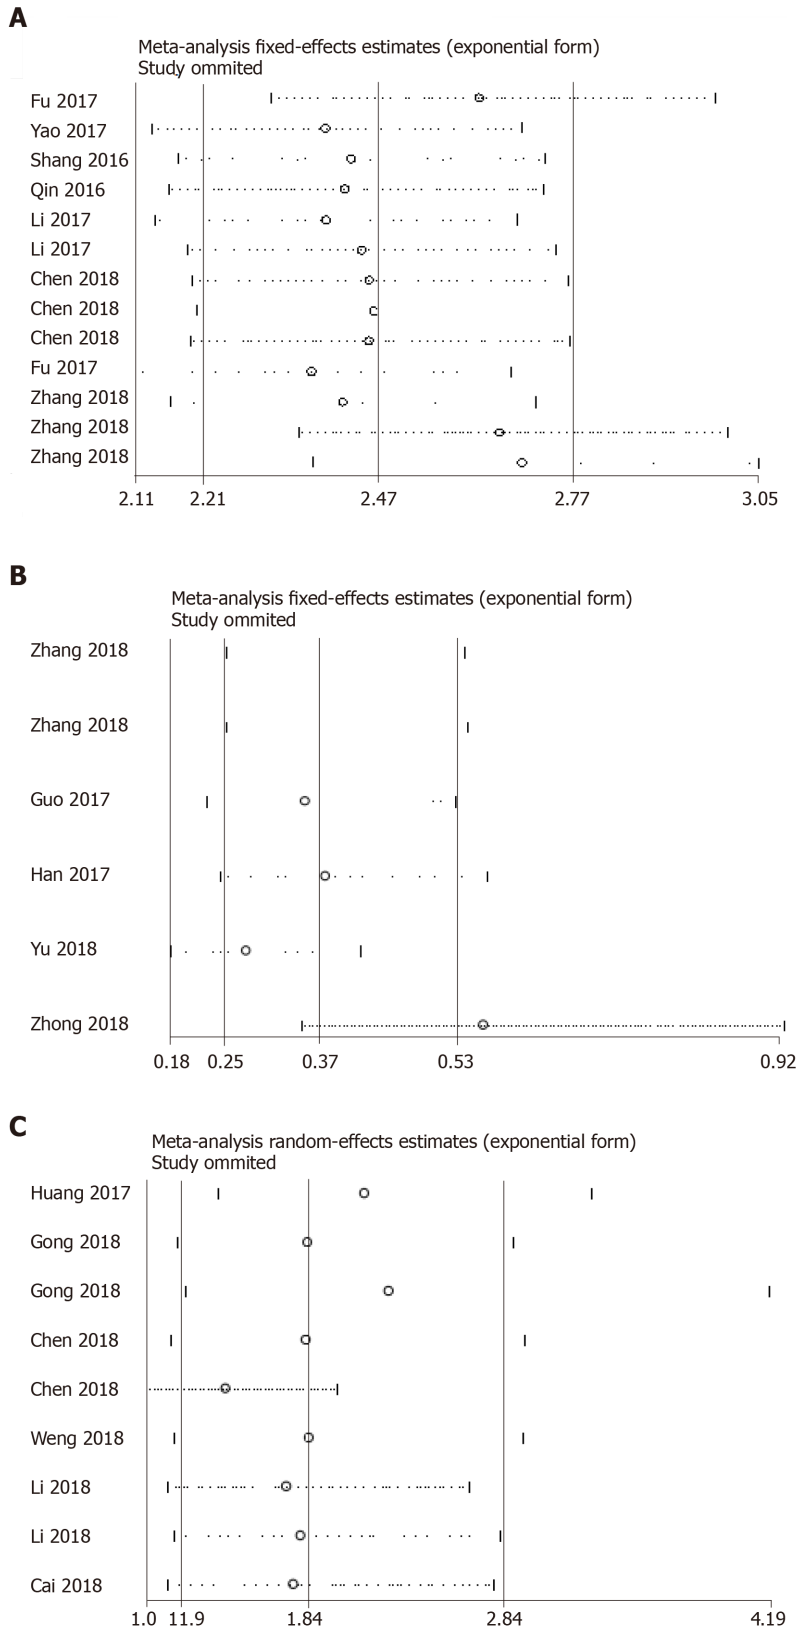 A
Meta-analysis fixed-effects estimates (exponential form)
Study ommited
Fu 2017
Yao 2017
Shang 2016
Qin 2016
Li 2017
Li 2017
Chen 2018
Chen 2018
Chen 2018
Fu 2017
Zhang 2018
Zhang 2018
Zhang 2018
2.11 2.21 2.47 2.77 3.05
B
Meta-analysis fixed-effects estimates (exponential form)
Study ommited
Zhang 2018
Zhang 2018
Guo 2017
Han 2017
Yu 2018
Zhong 2018
0.18 0.25 0.37 0.53 0.92
C
Meta-analysis random-effects estimates (exponential form)
Study ommited
Huang 2017
Gong 2018
Gong 2018
Chen 2018
Chen 2018
Weng 2018
Li 2018
Li 2018
Cai 2018
1.0 11.9 1.84 2.84 4.19